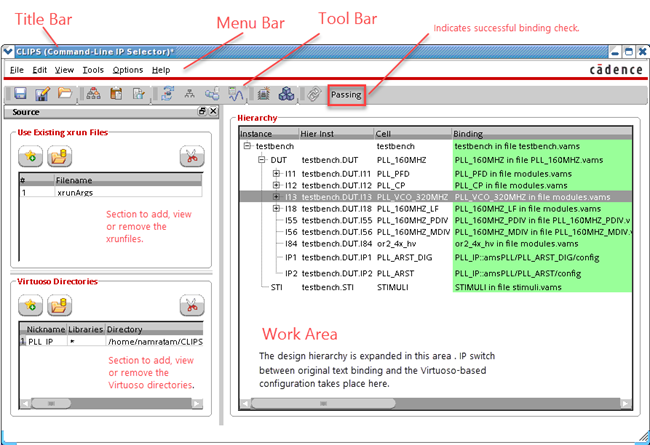 Title Bar
Menu Bar
Tool Bar
Indicates successful binding check.
CLIPS (Command-Line IP Selector)*
File Edit View Tools Options Help
cādence
Passing
Source
Use Existing xrun Files
# Filename
1 xrunArgs
Section to add, view
or remove the
xrunfiles.
Virtuoso Directories
Nickname Libraries Directory
1 PLL_IP * /home/namratam/CLIPS
Section to add, view
or remove the
Virtuoso directories.
Hierarchy
Instance Hier Inst Cell Binding
testbench testbench testbench in file testbench.vams
DUT testbench.DUT PLL_160MHZ PLL_160MHZ in file PLL_160MHZ.vams
I11 testbench.DUT.I11 PLL_PFD PLL_PFD in file modules.vams
I12 testbench.DUT.I12 PLL_CP PLL_CP in file modules.vams
I13 testbench.DUT.I13 PLL_VCO_320MHZ PLL_VCO_320MHZ in file modules.vams
I18 testbench.DUT.I18 PLL_160MHZ_LF PLL_160MHZ_LF in file modules.vams
I55 testbench.DUT.I55 PLL_160MHZ_PDIV PLL_160MHZ_PDIV in file PLL_160MHZ_PDIV.v
I56 testbench.DUT.I56 PLL_160MHZ_MDIV PLL_160MHZ_MDIV in file PLL_160MHZ_MDIV.
I84 testbench.DUT.I84 or2_4x_hv or2_4x_hv in file modules.vams
IP1 testbench.DUT.IP1 PLL_ARST_DIG PLL_IP::amsPLL/PLL_ARST_DIG/config
IP2 testbench.DUT.IP2 PLL_ARST PLL_IP::amsPLL/PLL_ARST/config
STI testbench.STI STIMULI STIMULI in file stimuli.vams
Work Area
The design hierarchy is expanded in this area . IP switch
between original text binding and the Virtuoso-based
configuration takes place here.